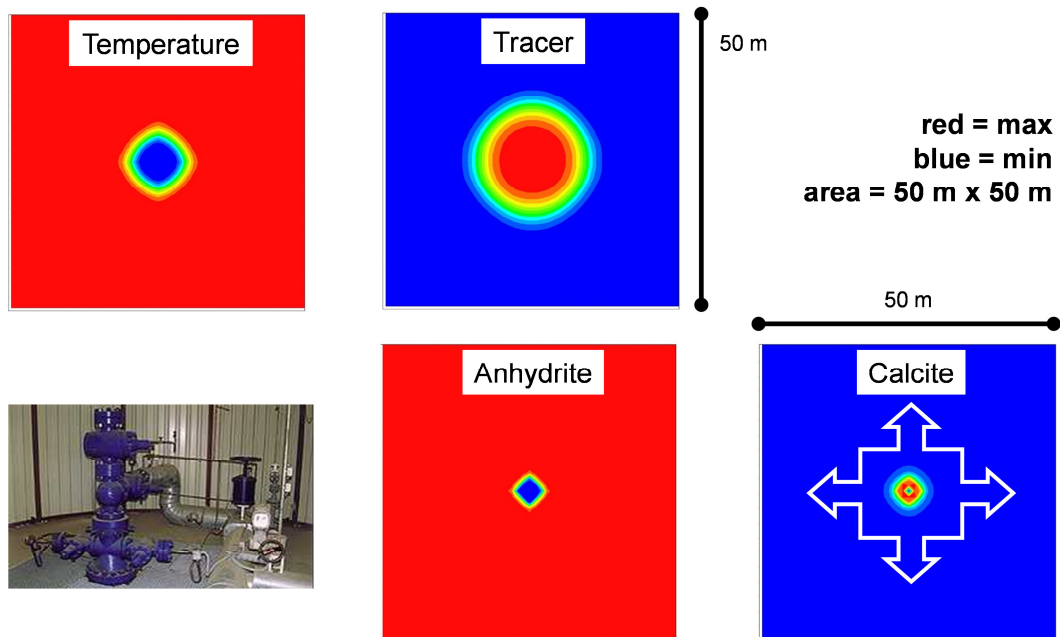 Temperature
Tracer
50 m
red = max
blue = min
area = 50 m x 50 m
50 m
Anhydrite
Calcite